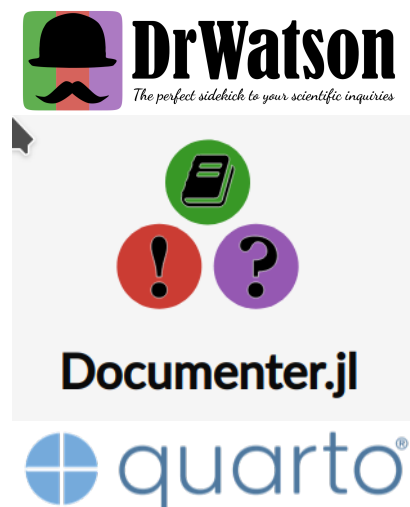 DrWatson
The perfect sidekick to your scientific inquiries
! ?
Documenter.jl
quarto®